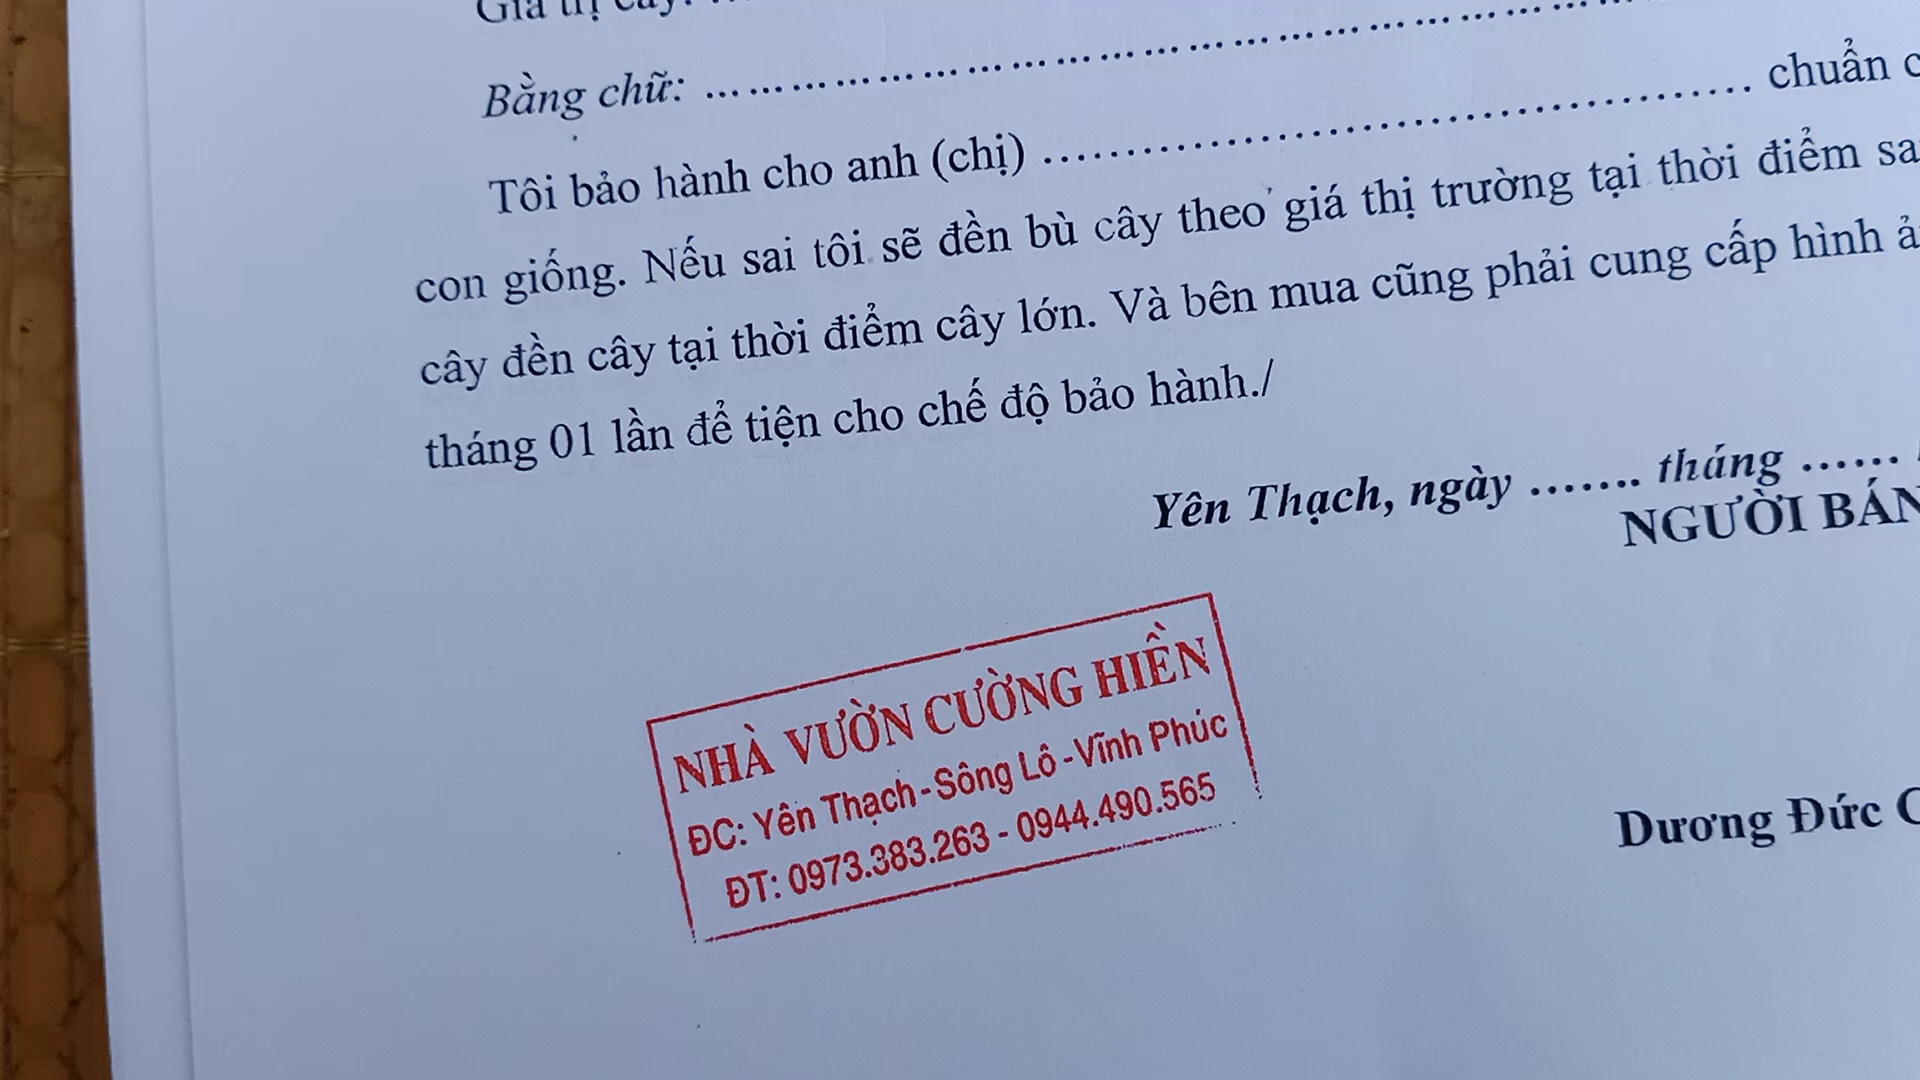 Giá trị cây:
Bằng chữ: ........................................................................
Tôi bảo hành cho anh (chị) ................................................ chuẩn
con giống. Nếu sai tôi sẽ đền bù cây theo giá thị trường tại thời điểm
cây đền cây tại thời điểm cây lớn. Và bên mua cũng phải cung cấp hình
tháng 01 lần để tiện cho chế độ bảo hành./
Yên Thạch, ngày ....... tháng ......
NGƯỜI BÁN
NHÀ VƯỜN CƯỜNG HIỀN
ĐC: Yên Thạch - Sông Lô - Vĩnh Phúc
ĐT: 0973.383.263 - 0944.490.565
Dương Đức